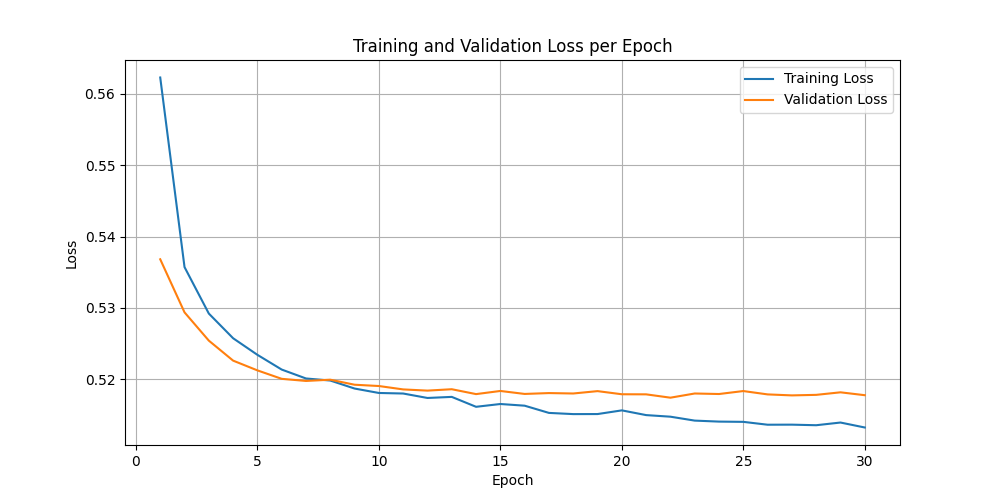 Training and Validation Loss per Epoch
Training Loss
Validation Loss
0.56
0.55
0.54
0.53
0.52
Loss
0 5 10 15 20 25 30
Epoch